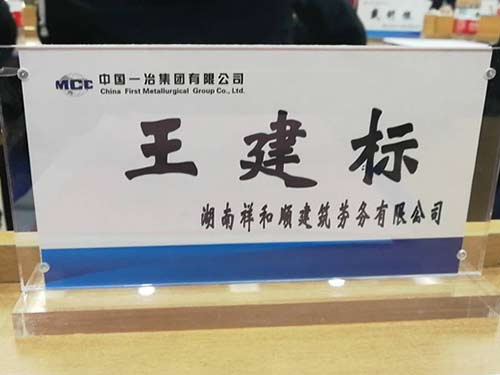 MCC 中国一冶集团有限公司
China First Metallurgical Group Co., Ltd.
王建标
湖南祥和顺建筑劳务有限公司